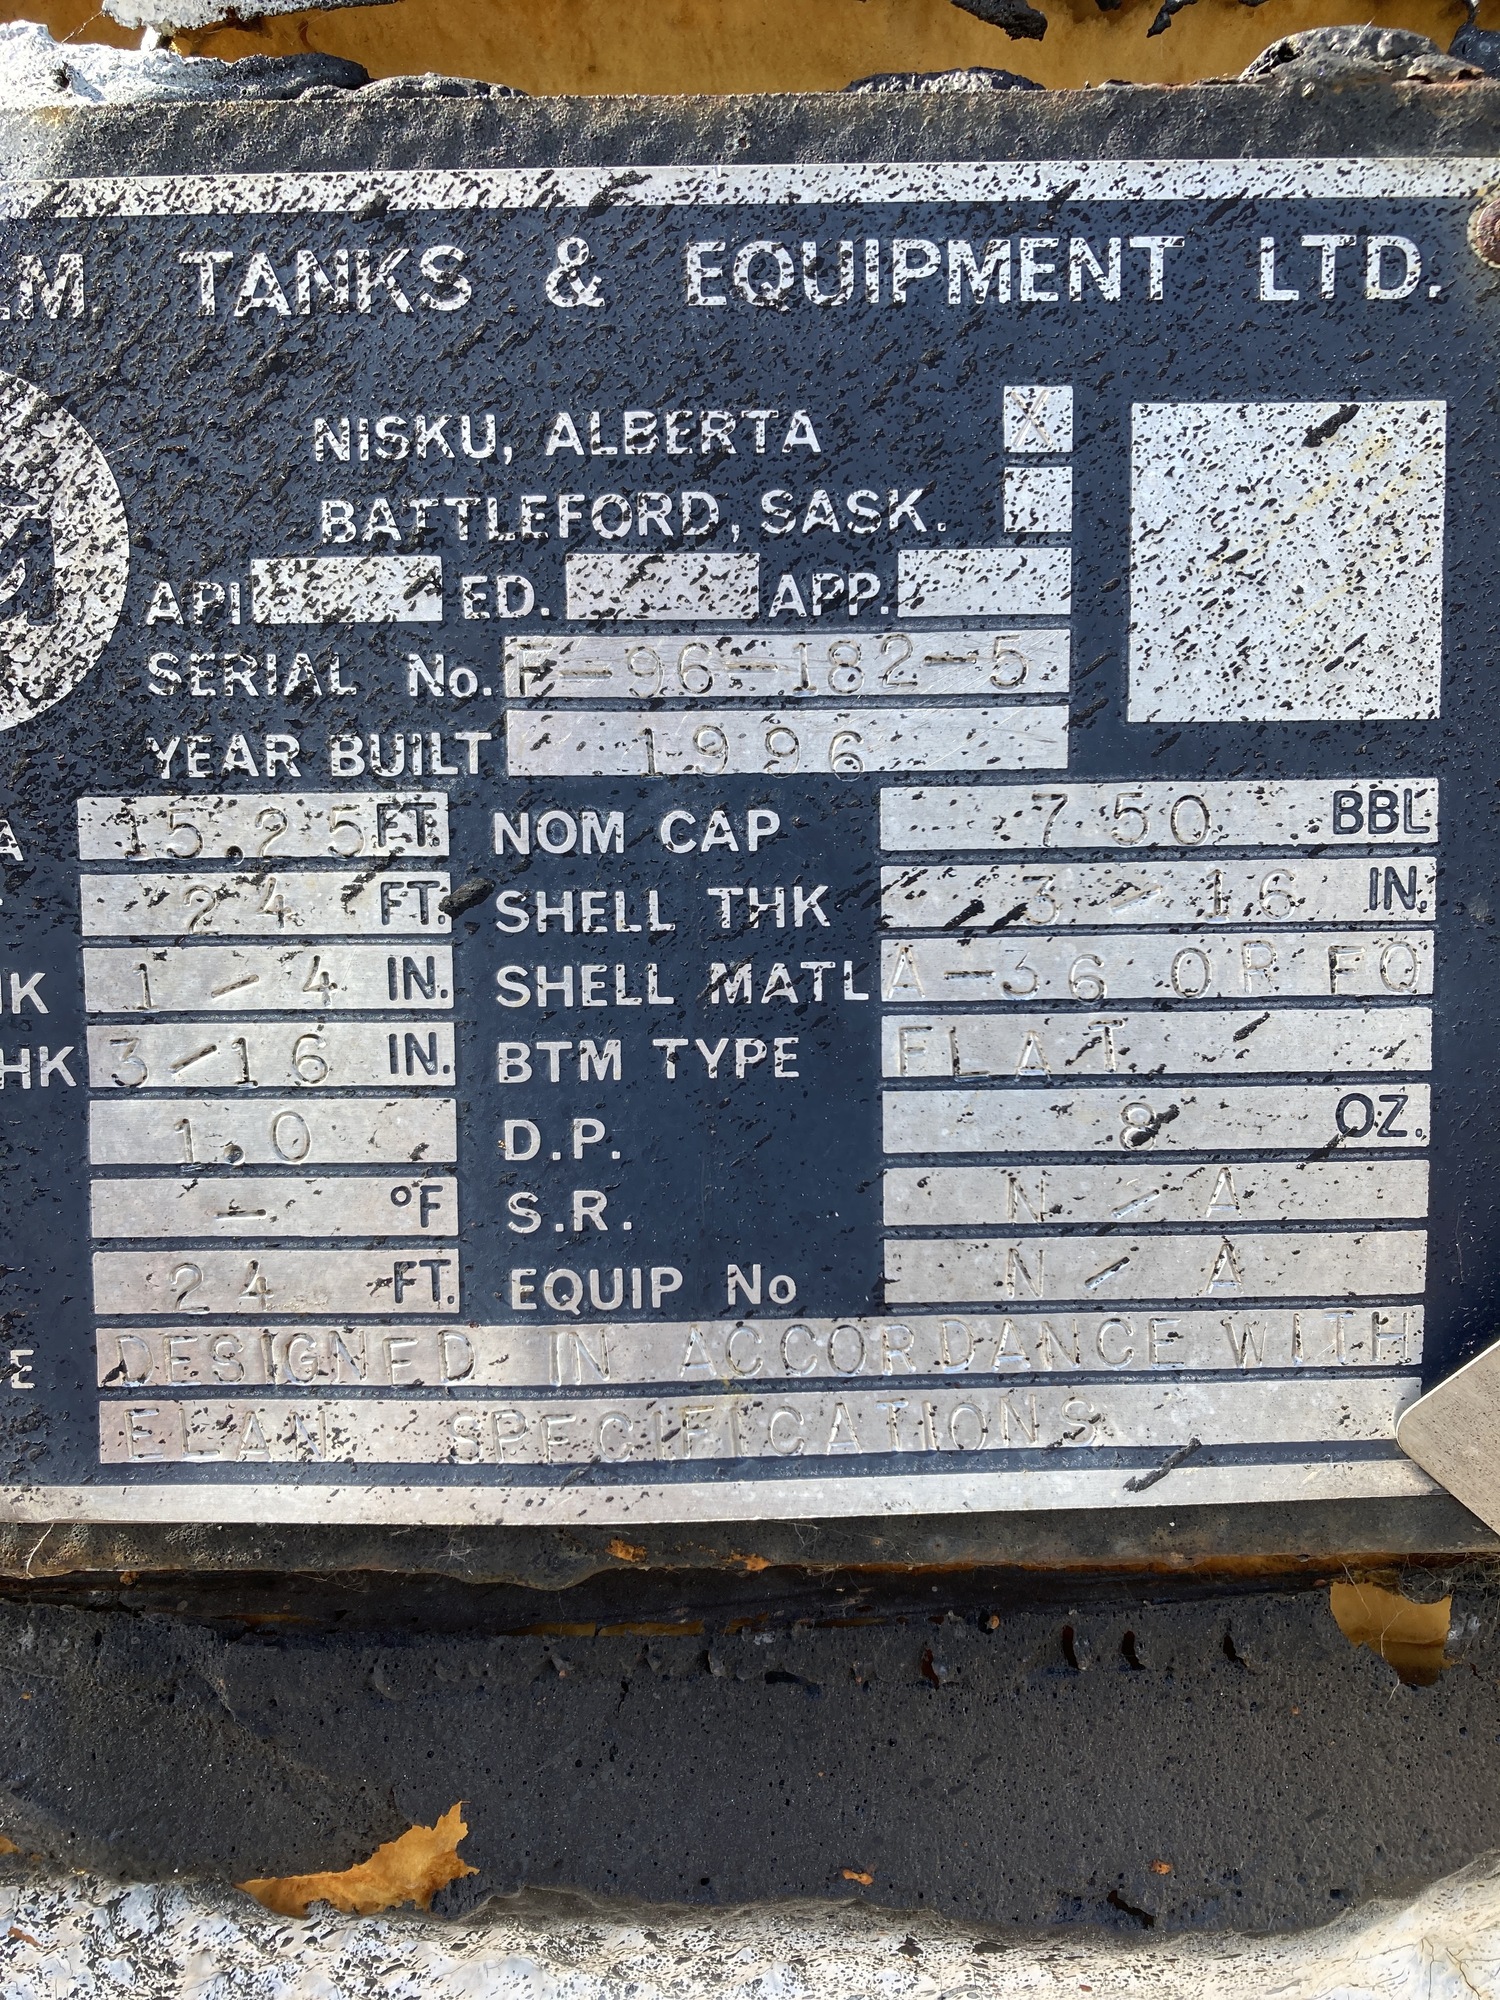 .M. TANKS & EQUIPMENT LTD.
NISKU, ALBERTA X
BATTLEFORD, SASK.
API ED. APP.
SERIAL No. F-96-182-5
YEAR BUILT 1996
A 15.25 FT. NOM CAP 750 BBL
24 FT. SHELL THK 3-16 IN.
HK 1-4 IN. SHELL MATL A-36 OR EQ
THK 3-16 IN. BTM TYPE FLAT
1.0 D.P. 8 OZ.
- °F S.R. N/A
24 FT. EQUIP No N/A
E DESIGNED IN ACCORDANCE WITH
ELAN SPECIFICATIONS